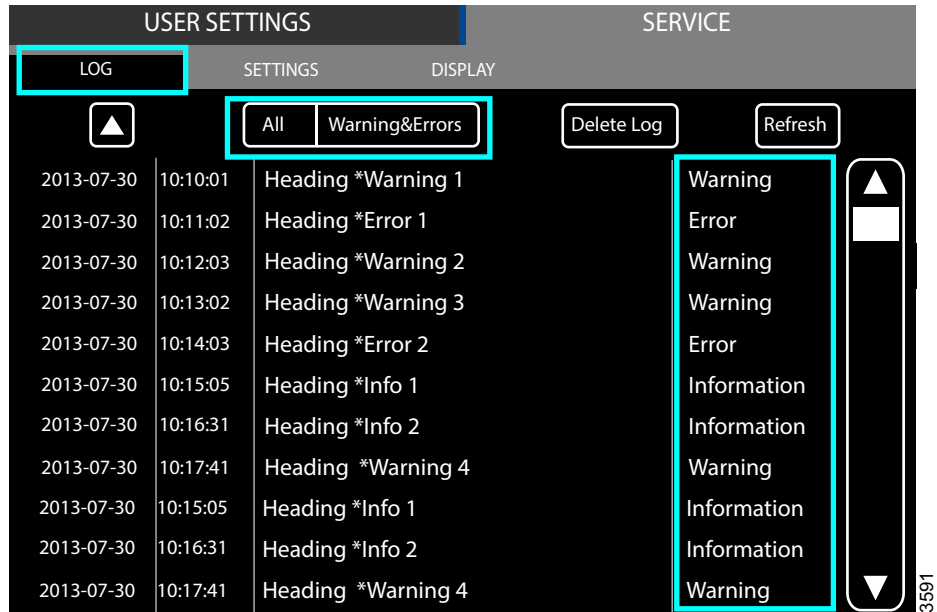 USER SETTINGS SERVICE
LOG SETTINGS DISPLAY
All Warning&Errors Delete Log Refresh
2013-07-30 10:10:01 Heading *Warning 1 Warning
2013-07-30 10:11:02 Heading *Error 1 Error
2013-07-30 10:12:03 Heading *Warning 2 Warning
2013-07-30 10:13:02 Heading *Warning 3 Warning
2013-07-30 10:14:03 Heading *Error 2 Error
2013-07-30 10:15:05 Heading *Info 1 Information
2013-07-30 10:16:31 Heading *Info 2 Information
2013-07-30 10:17:41 Heading *Warning 4 Warning
2013-07-30 10:15:05 Heading *Info 1 Information
2013-07-30 10:16:31 Heading *Info 2 Information
2013-07-30 10:17:41 Heading *Warning 4 Warning
3591